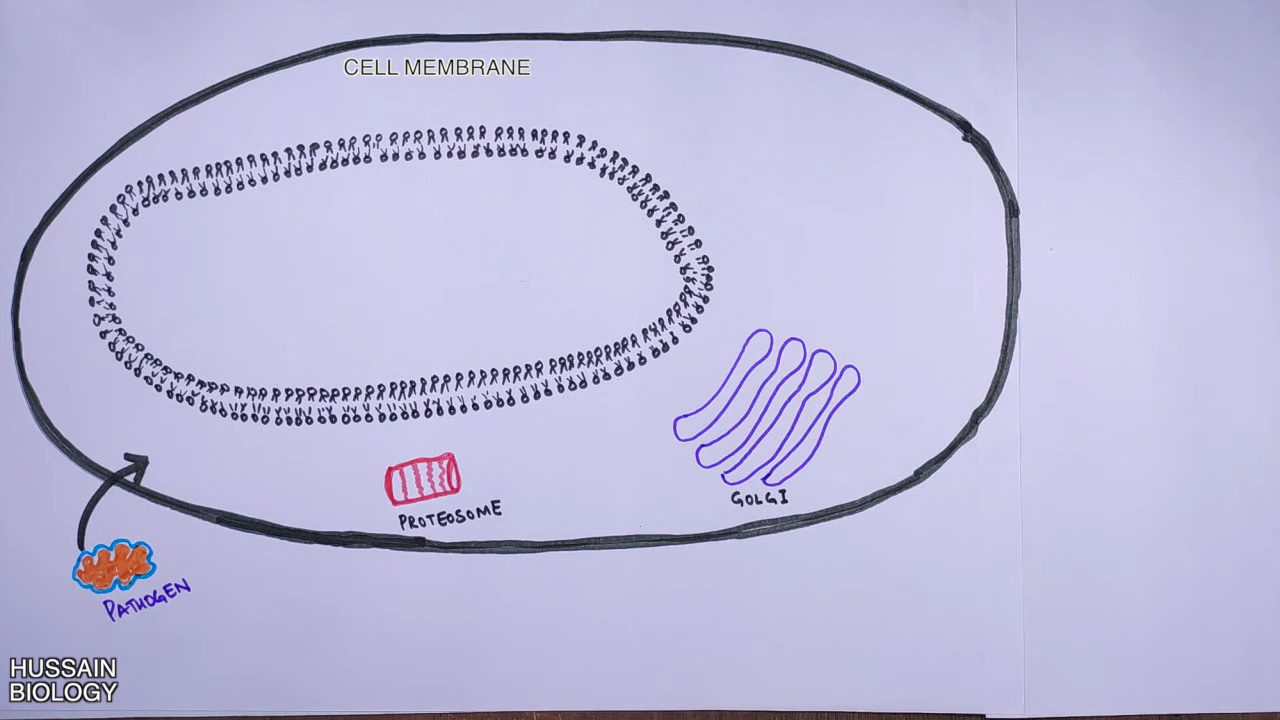 CELL MEMBRANE
PROTEOSOME
GOLGI
PATHOGEN
HUSSAIN
BIOLOGY